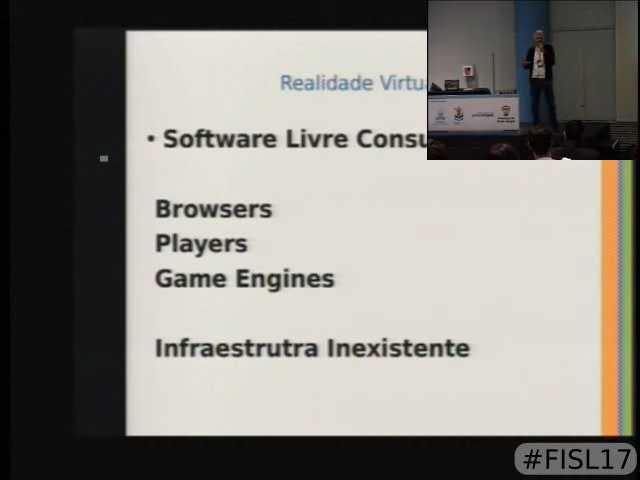 Realidade Virtu
• Software Livre Consu
Browsers
Players
Game Engines
Infraestrutra Inexistente
#FISL17